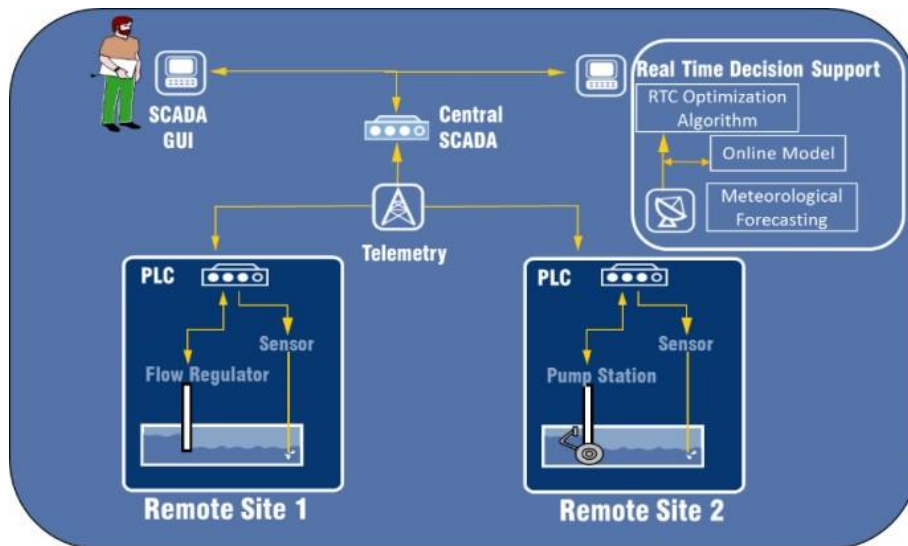 SCADA
GUI
Central
SCADA
Real Time Decision Support
RTC Optimization
Algorithm
Online Model
Meteorological
Forecasting
Telemetry
PLC
Sensor
Flow Regulator
Remote Site 1
PLC
Sensor
Pump Station
Remote Site 2